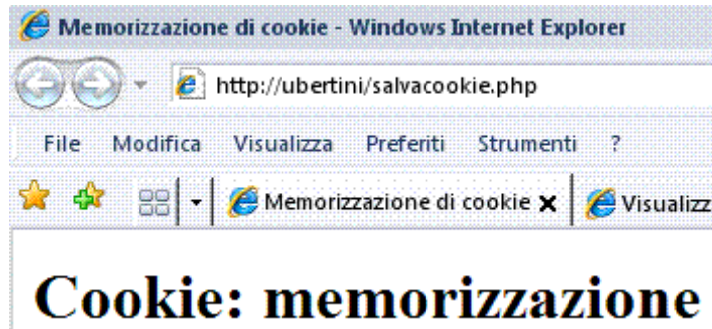 Memorizzazione di cookie - Windows Internet Explorer
http://ubertini/salvacookie.php
File Modifica Visualizza Preferiti Strumenti ?
Memorizzazione di cookie Visualizz
Cookie: memorizzazione